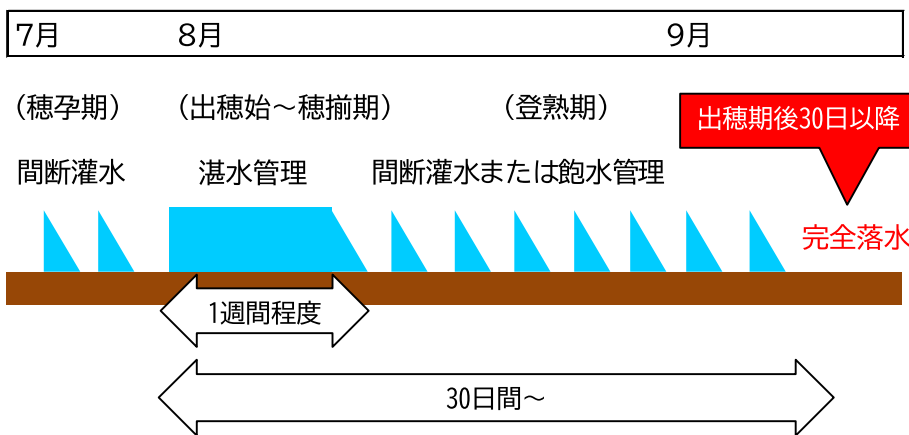 7月 8月 9月
（穂孕期） （出穂始～穂揃期） （登熟期） 出穂期後30日以降
間断灌水 湛水管理 間断灌水または飽水管理
完全落水
1週間程度
30日間～